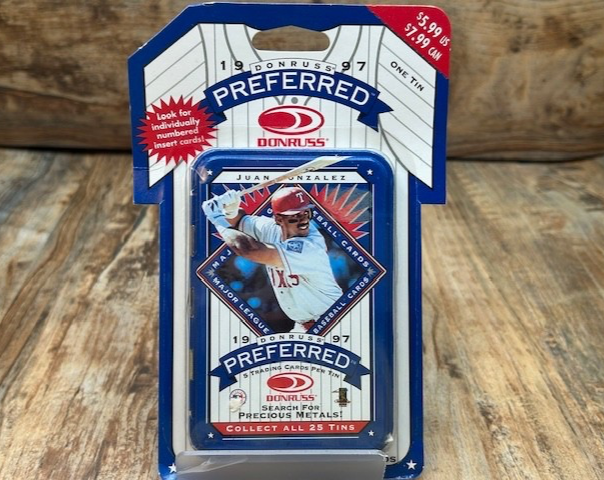 $5.99 US
$7.99 CAN
ONE TIN
1997
DONRUSS
PREFERRED
Look for
individually
numbered
insert cards!
DONRUSS
JUAN GONZALEZ
BASEBALL CARDS
MAJOR LEAGUE
BASEBALL CARDS
T
1997
DONRUSS
PREFERRED
5 TRADING CARDS PER TIN
DONRUSS
SEARCH FOR
PRECIOUS METALS!
COLLECT ALL 25 TINS